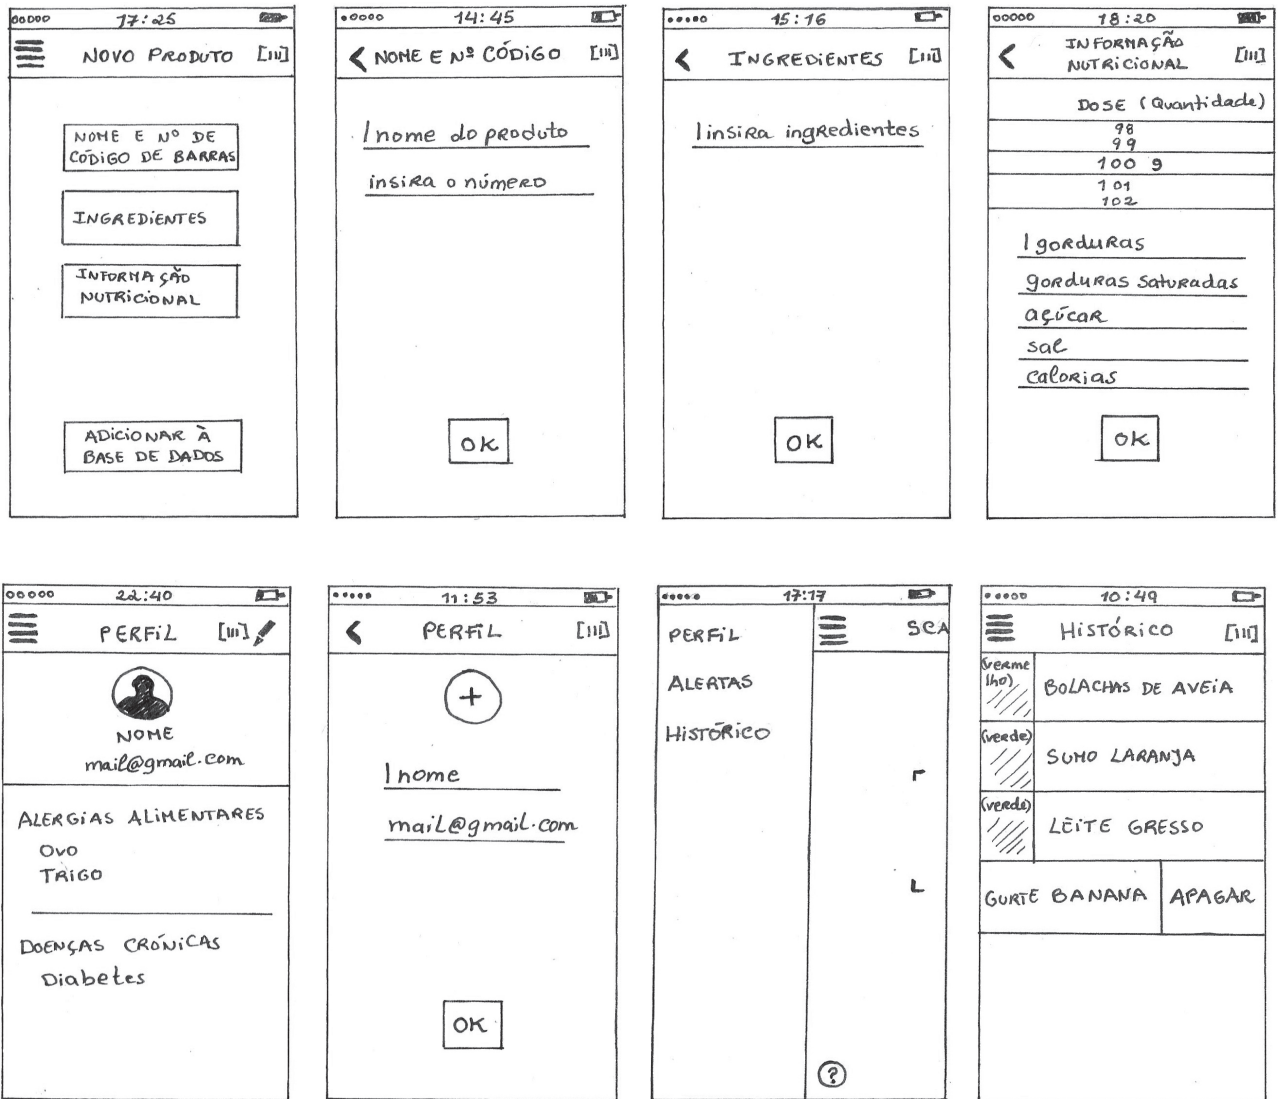 17:25
NOVO PRODUTO
NOME E Nº DE
CÓDIGO DE BARRAS
INGREDIENTES
INFORMAÇÃO
NUTRICIONAL
ADICIONAR À
BASE DE DADOS
14:45
NOME E Nº CÓDIGO
nome do produto
insira o número
OK
15:16
INGREDIENTES
insira ingredientes
OK
18:20
INFORMAÇÃO
NUTRICIONAL
DOSE (Quantidade)
98
99
100 g
101
102
gorduras
gorduras saturadas
açúcar
sal
calorias
OK
22:40
PERFIL
NOME
mail@gmail.com
ALERGIAS ALIMENTARES
OVO
TRIGO
DOENÇAS CRÓNICAS
Diabetes
11:53
PERFIL
+
nome
mail@gmail.com
OK
17:17
PERFIL
ALERTAS
HISTÓRICO
SCA
?
10:49
HISTÓRICO
(verme
lho)
BOLACHAS DE AVEIA
(verde)
SUMO LARANJA
(verde)
LEITE GRESSO
GURTE BANANA
APAGAR